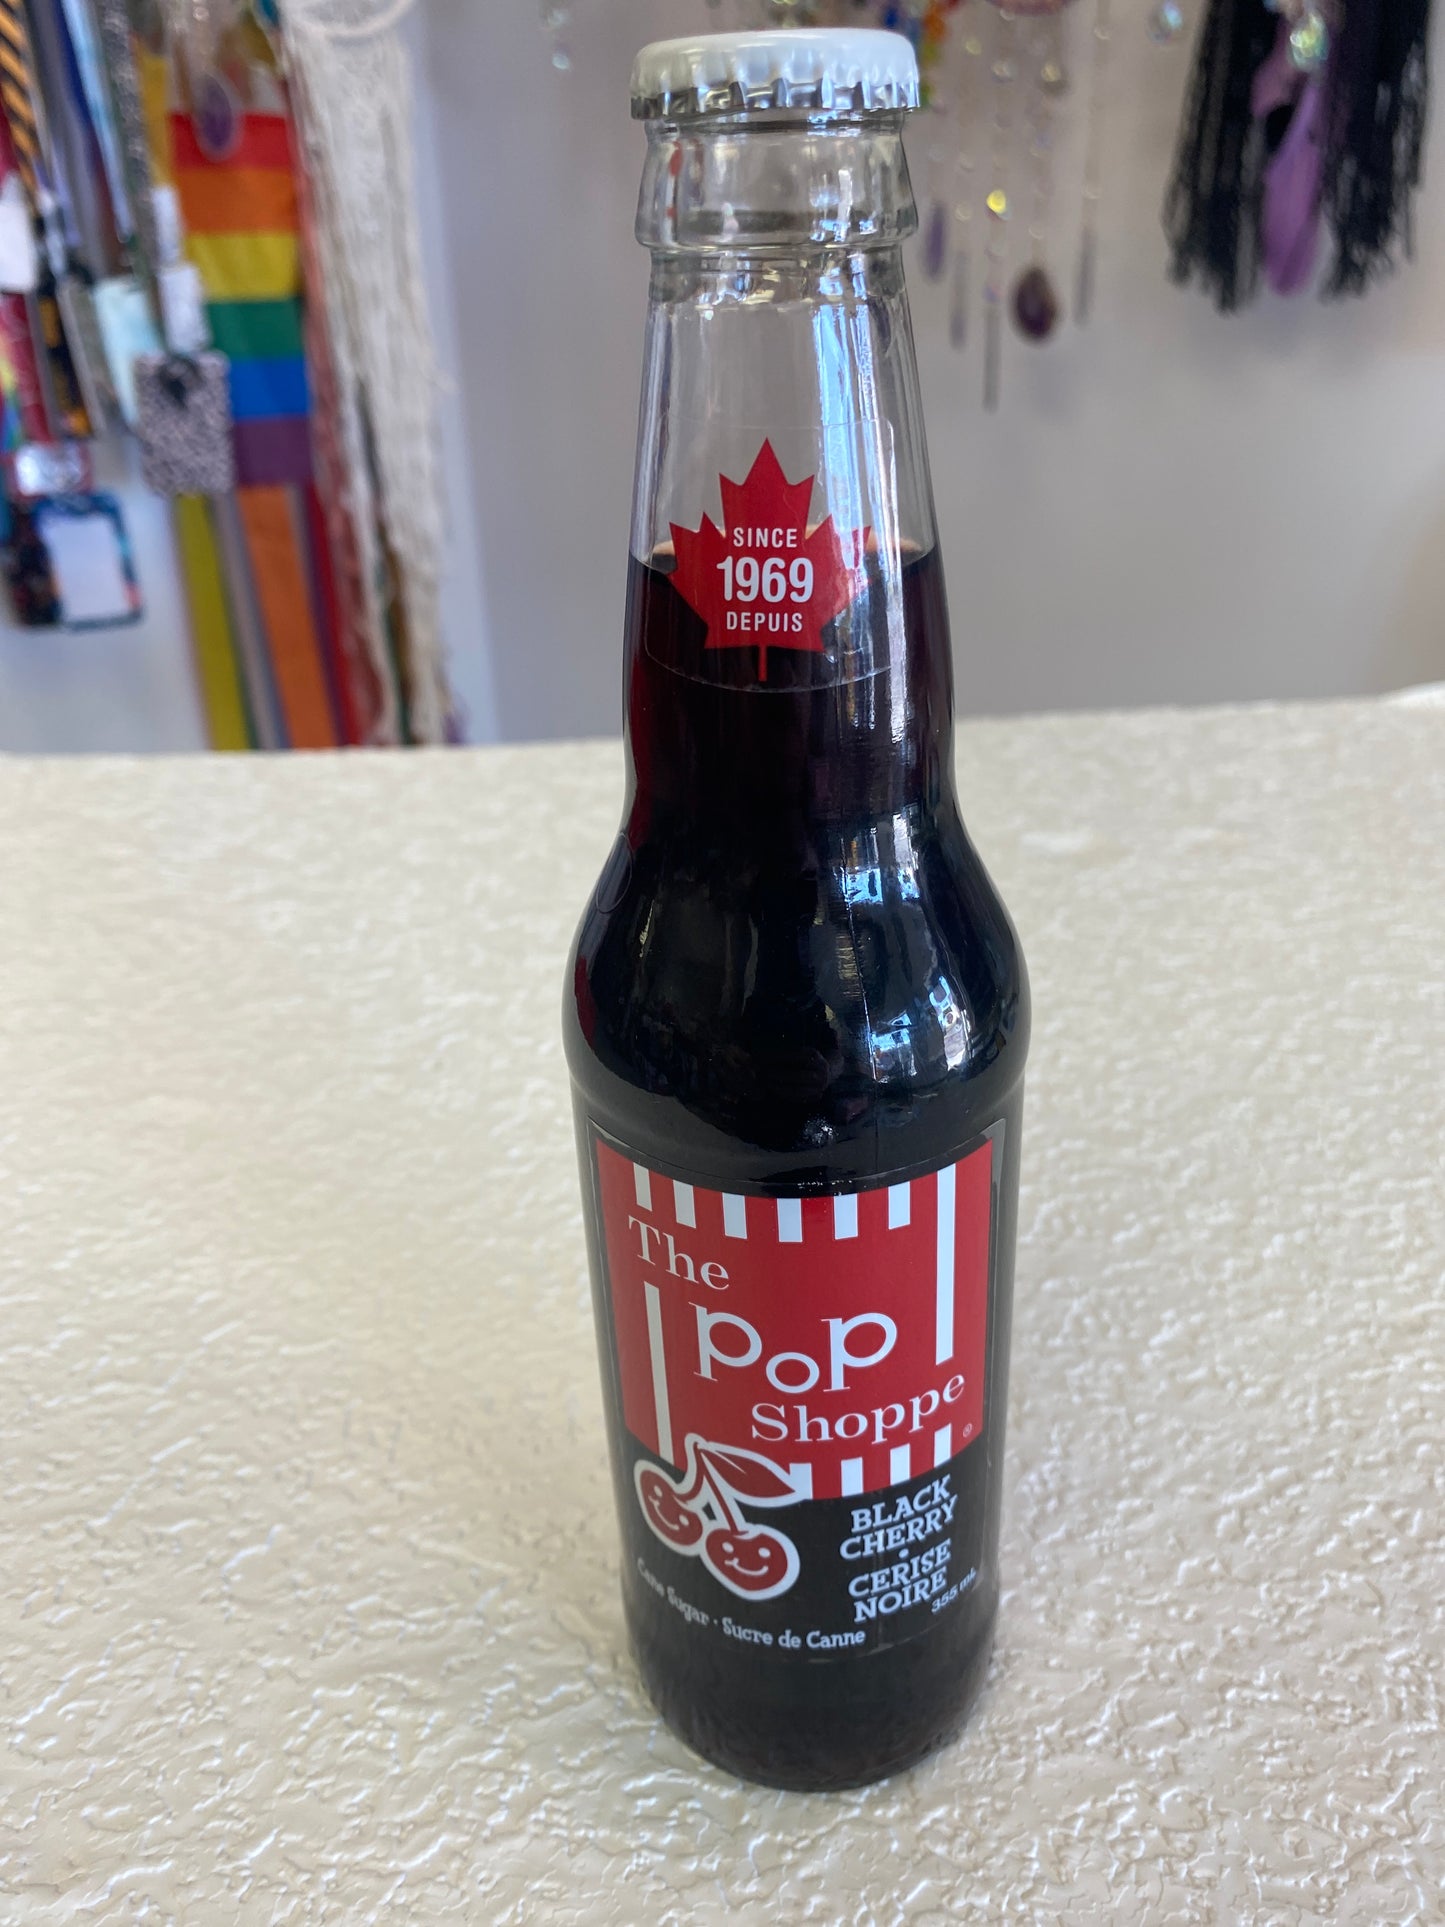 SINCE
1969
DEPUIS
The
POP
Shoppe
®
BLACK
CHERRY
•
CERISE
NOIRE
355 mL
Cane Sugar • Sucre de Canne